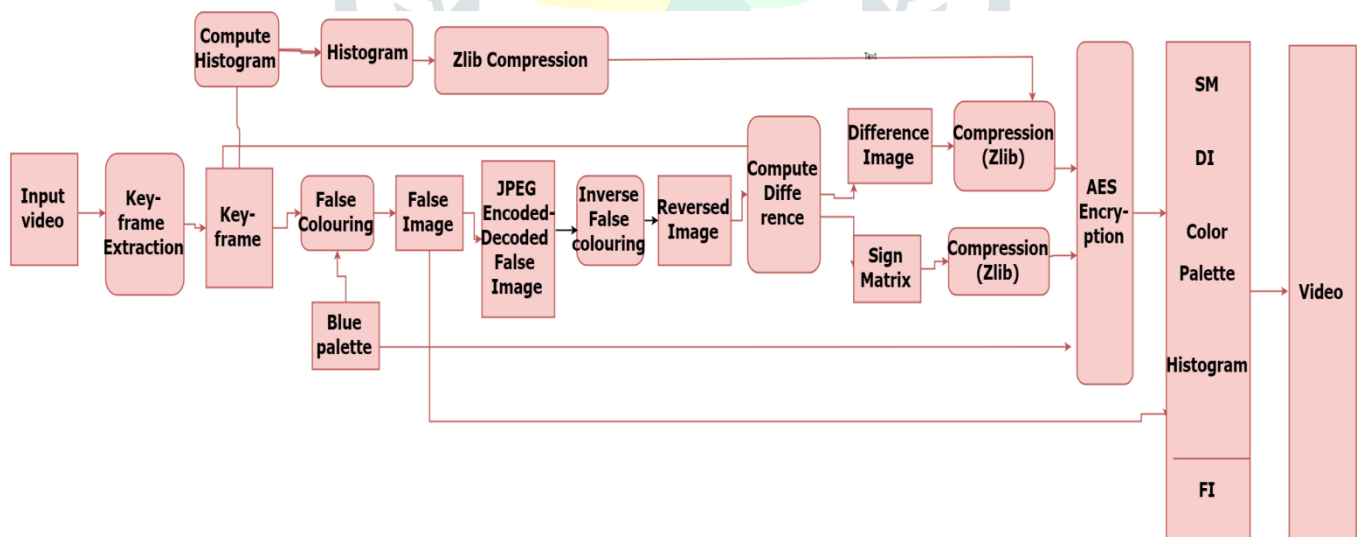 Compute
Histogram
Histogram
Zlib Compression
Text
Input
video
Key-
frame
Extraction
Key-
frame
False
Colouring
False
Image
JPEG
Encoded-
Decoded
False
Image
Inverse
False
colouring
Reversed
Image
Compute
Diffe
rence
Difference
Image
Compression
(Zlib)
Sign
Matrix
Compression
(Zlib)
Blue
palette
AES
Encry-
ption
SM
DI
Color
Palette
Histogram
FI
Video